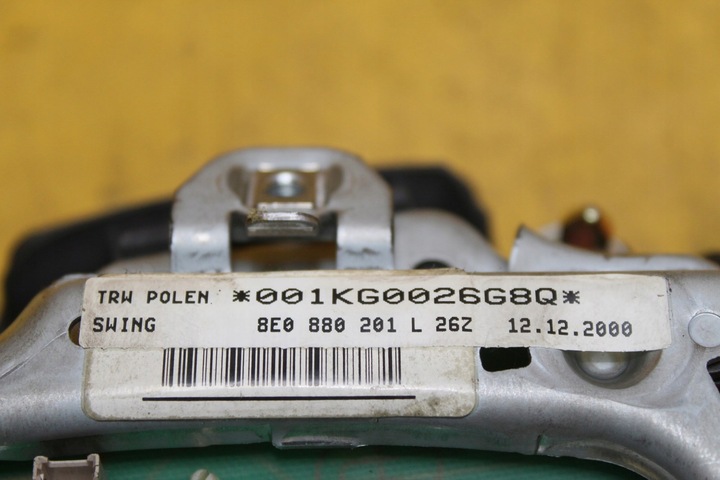 TRW POLEN *001KG0026G8Q*
SWING 8E0 880 201 L 26Z 12.12.2000